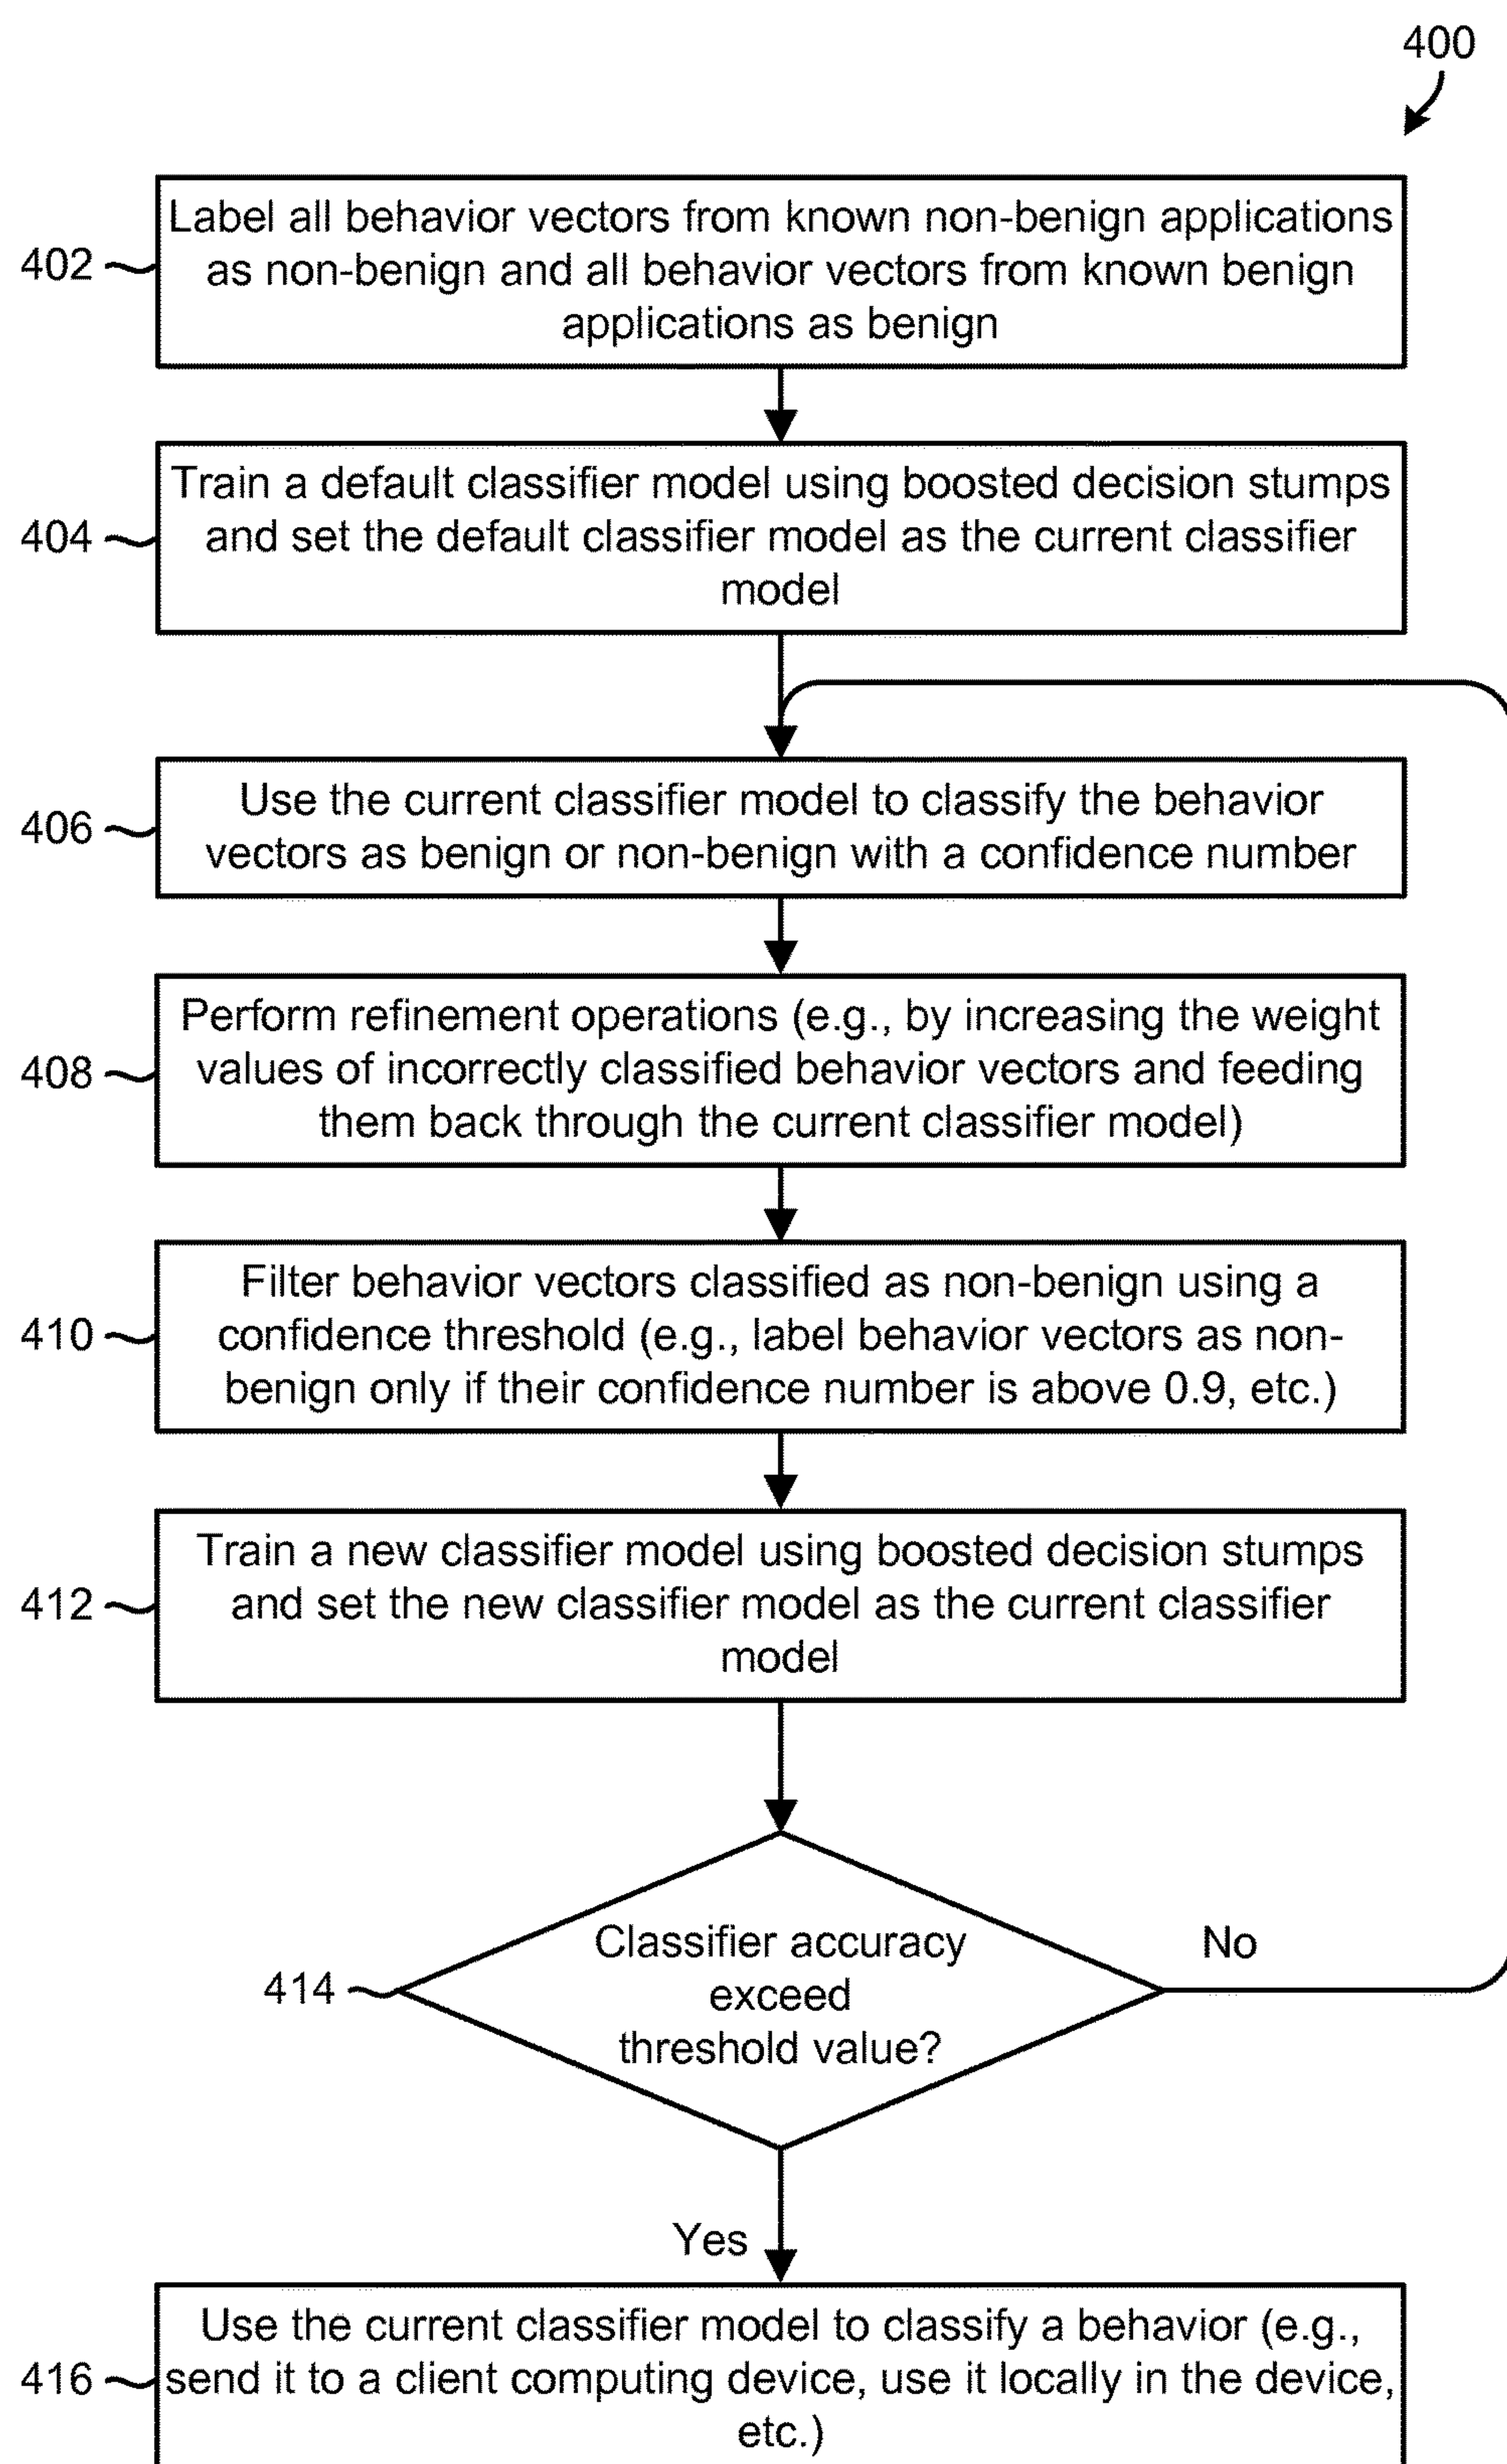 400
402
Label all behavior vectors from known non-benign applications
as non-benign and all behavior vectors from known benign
applications as benign
404
Train a default classifier model using boosted decision stumps
and set the default classifier model as the current classifier
model
406
Use the current classifier model to classify the behavior
vectors as benign or non-benign with a confidence number
408
Perform refinement operations (e.g., by increasing the weight
values of incorrectly classified behavior vectors and feeding
them back through the current classifier model)
410
Filter behavior vectors classified as non-benign using a
confidence threshold (e.g., label behavior vectors as non-
benign only if their confidence number is above 0.9, etc.)
412
Train a new classifier model using boosted decision stumps
and set the new classifier model as the current classifier
model
414
Classifier accuracy
exceed
threshold value?
No
Yes
416
Use the current classifier model to classify a behavior (e.g.,
send it to a client computing device, use it locally in the device,
etc.)